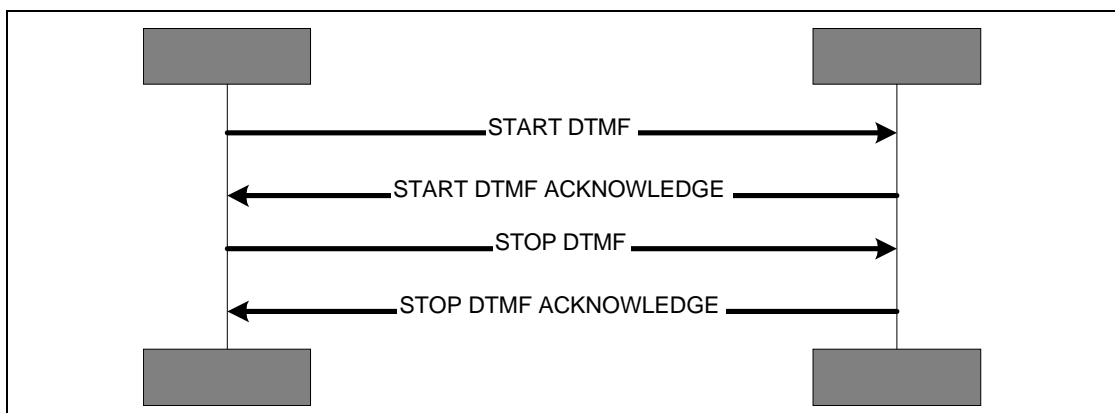 START DTMF
START DTMF ACKNOWLEDGE
STOP DTMF
STOP DTMF ACKNOWLEDGE